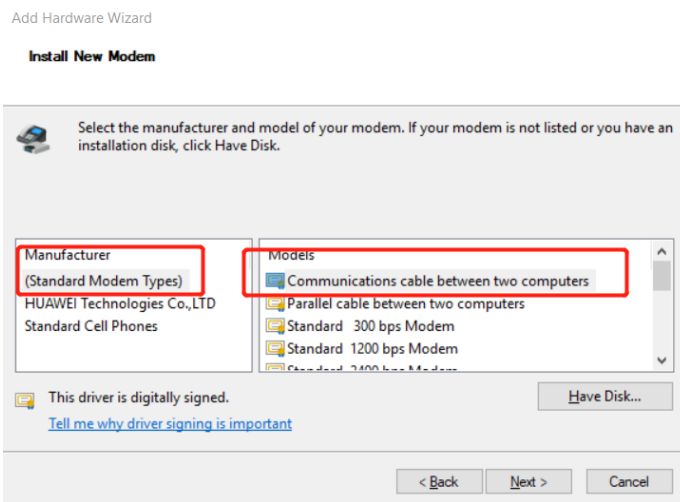 Add Hardware Wizard
Install New Modem
Select the manufacturer and model of your modem. If your modem is not listed or you have an
installation disk, click Have Disk.
Manufacturer
(Standard Modem Types)
HUAWEI Technologies Co.,LTD
Standard Cell Phones
Models
Communications cable between two computers
Parallel cable between two computers
Standard 300 bps Modem
Standard 1200 bps Modem
Standard 2400 bps Modem
This driver is digitally signed.
Tell me why driver signing is important
Have Disk...
< Back
Next >
Cancel